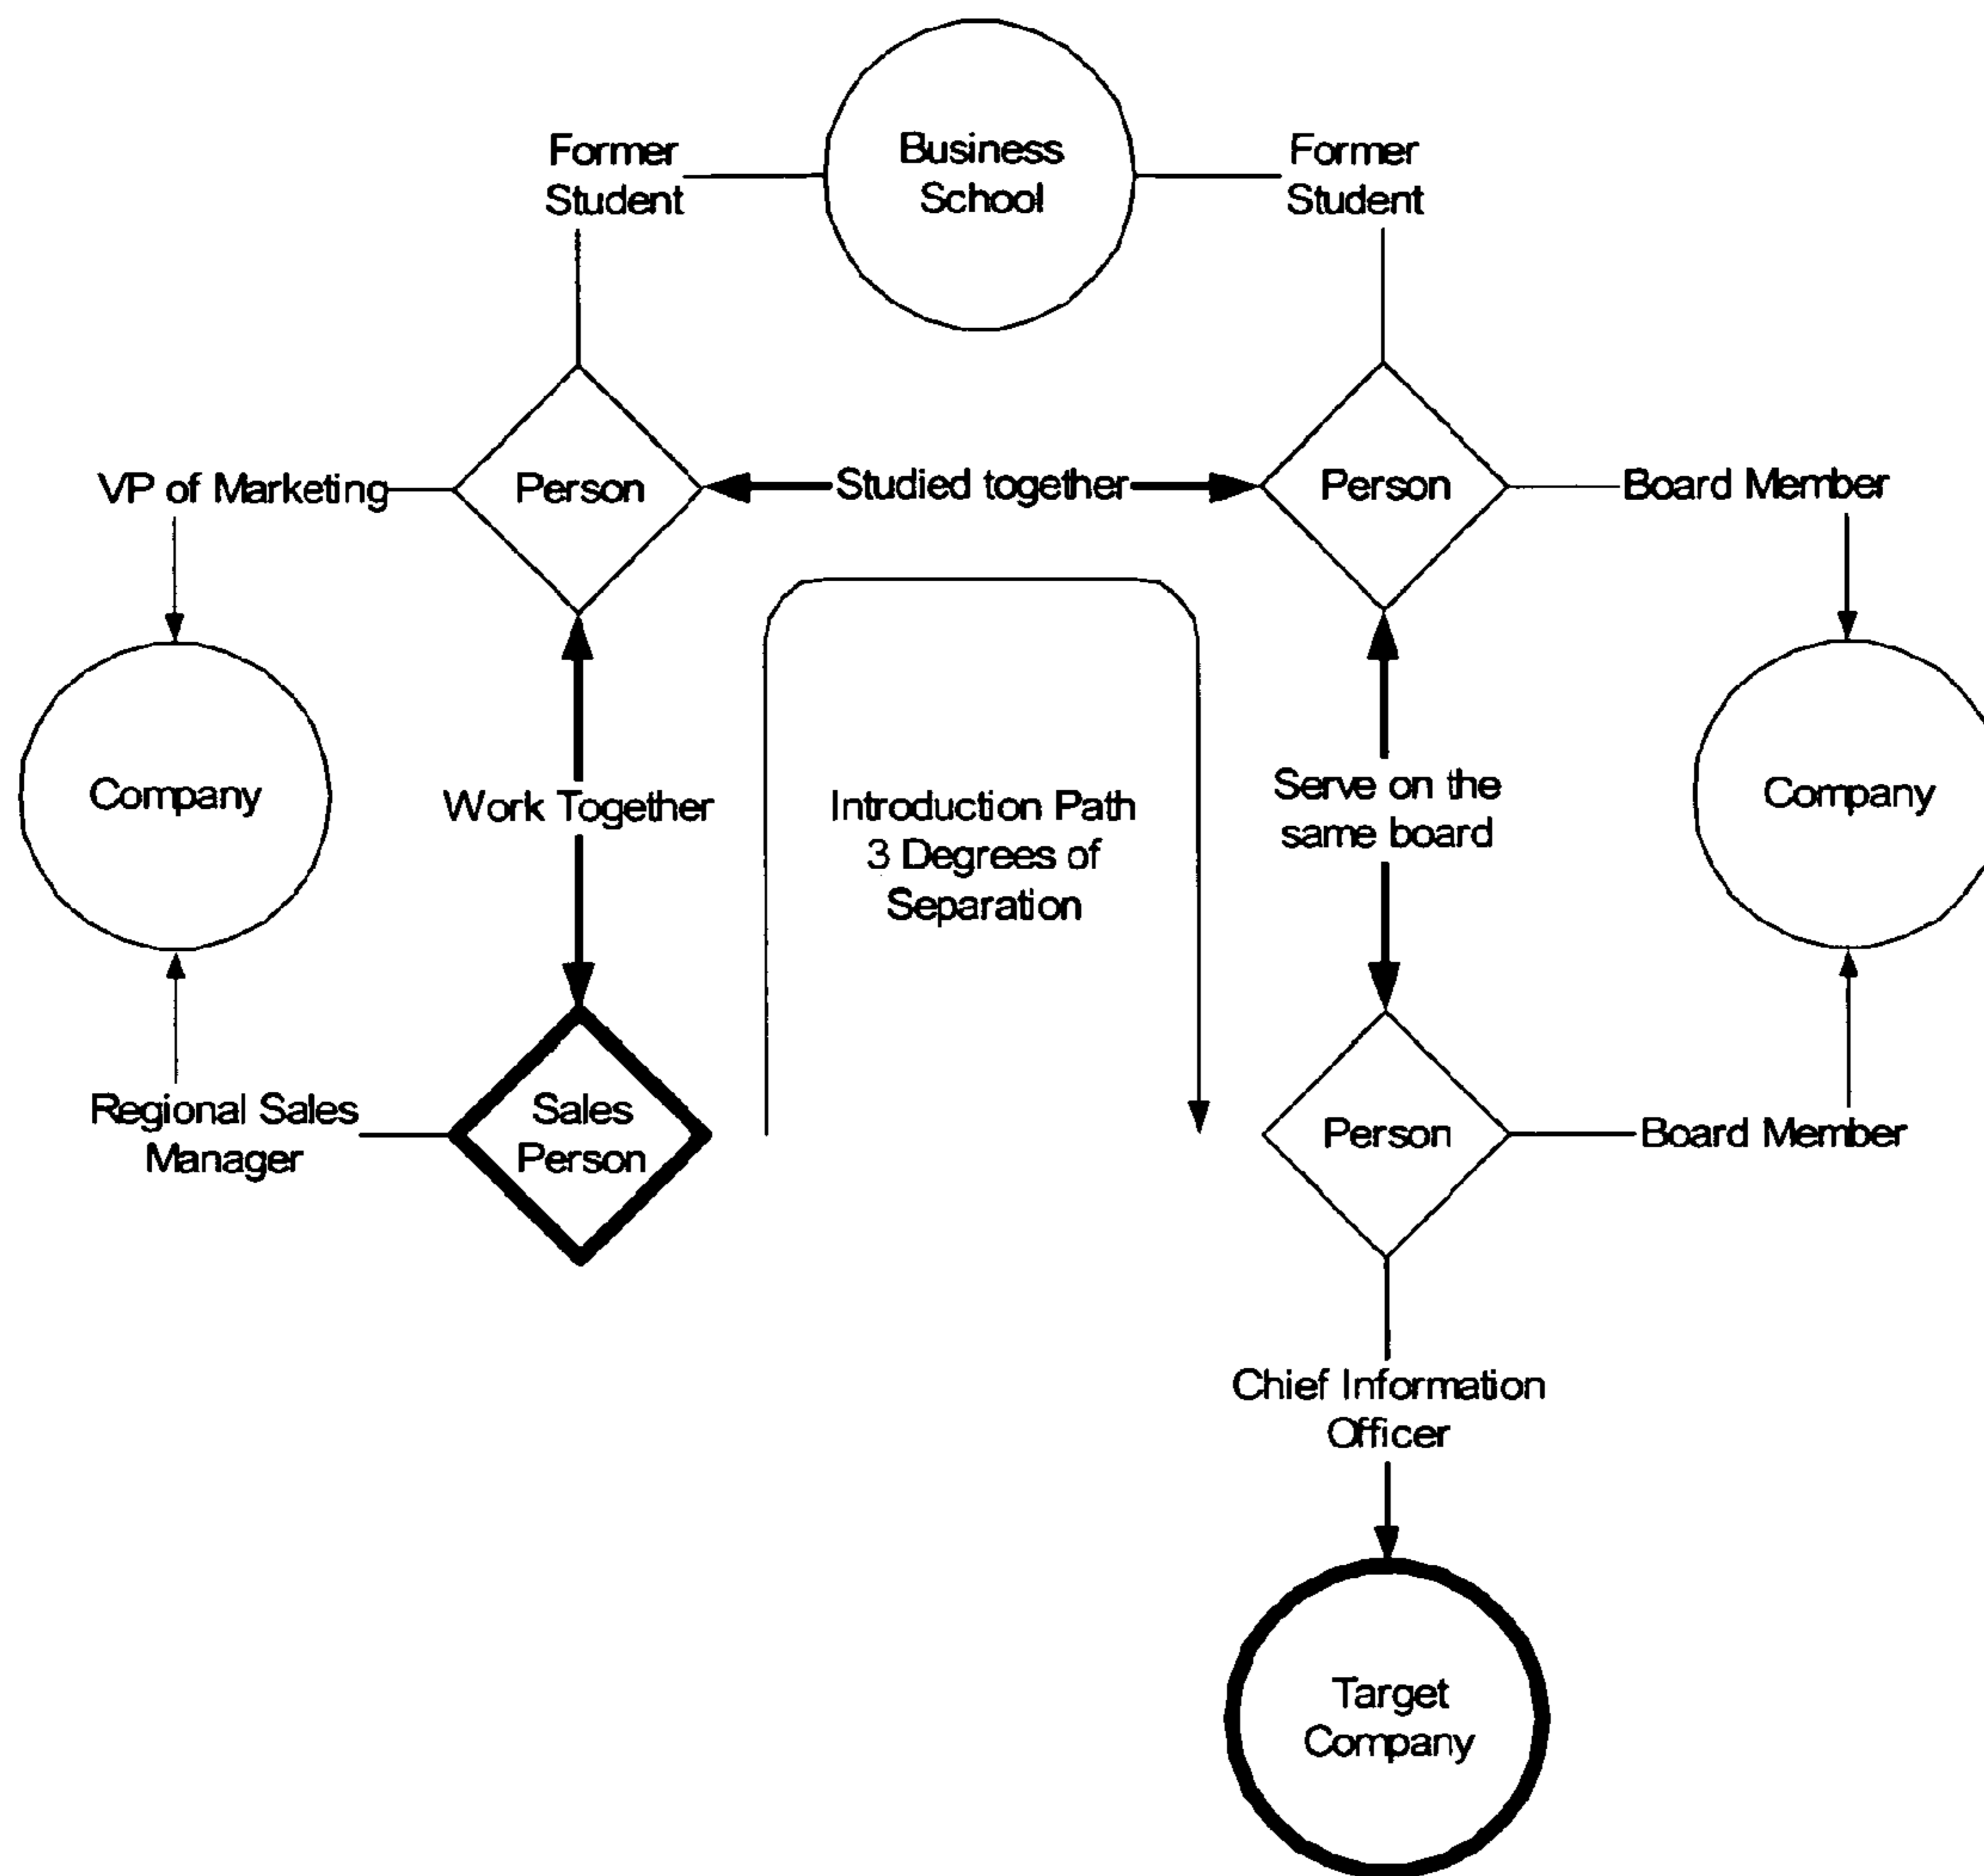 Former
Student
Business
School
Former
Student
VP of Marketing
Person
Studied together
Person
Board Member
Company
Work Together
Introduction Path
3 Degrees of
Separation
Serve on the
same board
Company
Regional Sales
Manager
Sales
Person
Person
Board Member
Chief Information
Officer
Target
Company